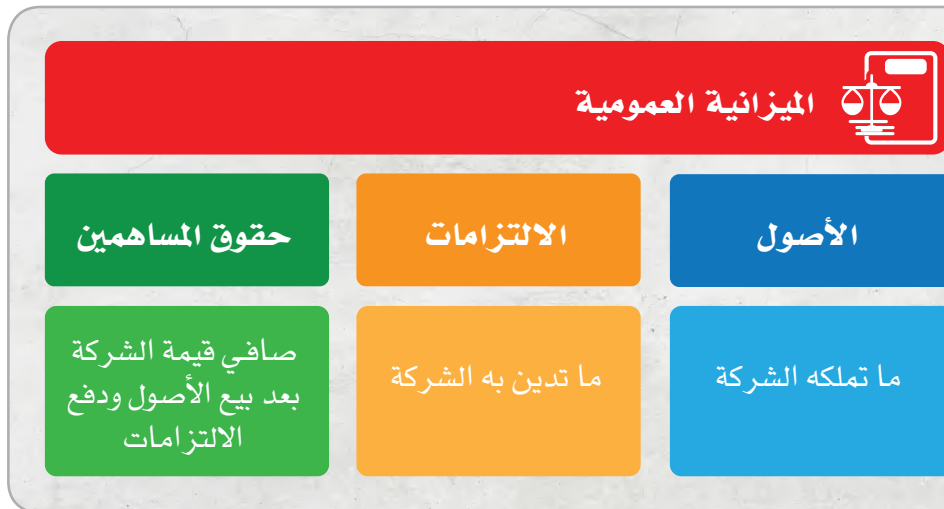 الميزانية العمومية
الأصول
الالتزامات
حقوق المساهمين
ما تملكه الشركة
ما تدين به الشركة
صافي قيمة الشركة
بعد بيع الأصول ودفع
الالتزامات